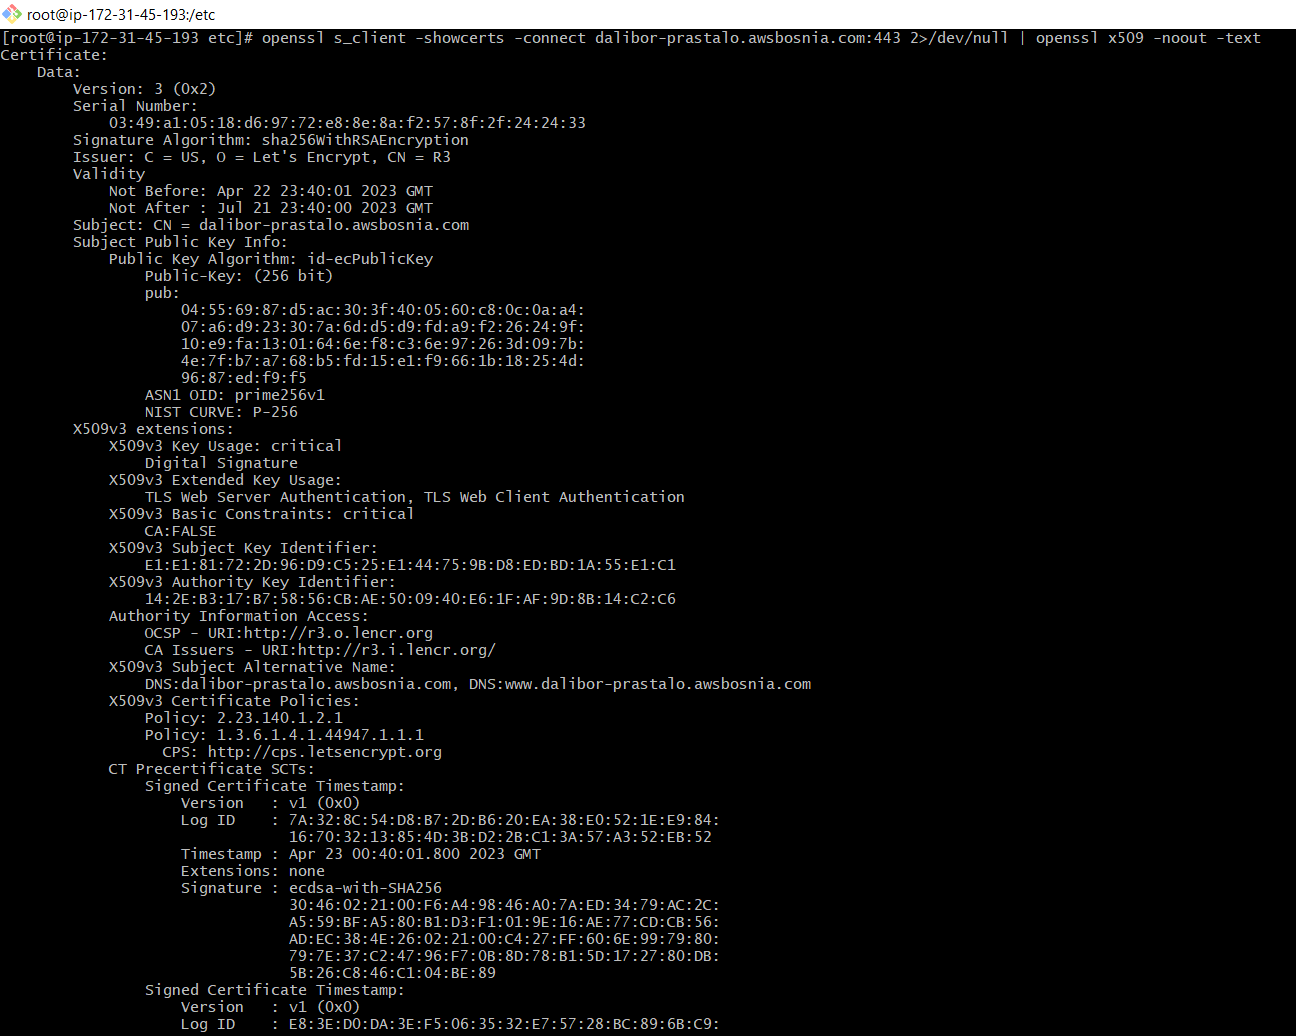 root@ip-172-31-45-193:/etc
[root@ip-172-31-45-193 etc]# openssl s_client -showcerts -connect dalibor-prastalo.awsbosnia.com:443 2>/dev/null | openssl x509 -noout -text
Certificate:
    Data:
        Version: 3 (0x2)
        Serial Number:
            03:49:a1:05:18:d6:97:72:e8:8e:8a:f2:57:8f:2f:24:24:33
        Signature Algorithm: sha256WithRSAEncryption
        Issuer: C = US, O = Let's Encrypt, CN = R3
        Validity
            Not Before: Apr 22 23:40:01 2023 GMT
            Not After : Jul 21 23:40:00 2023 GMT
        Subject: CN = dalibor-prastalo.awsbosnia.com
        Subject Public Key Info:
            Public Key Algorithm: id-ecPublicKey
                Public-Key: (256 bit)
                pub:
                    04:55:69:87:d5:ac:30:3f:40:05:60:c8:0c:0a:a4:
                    07:a6:d9:23:30:7a:6d:d5:d9:fd:a9:f2:26:24:9f:
                    10:e9:fa:13:01:64:6e:f8:c3:6e:97:26:3d:09:7b:
                    4e:7f:b7:a7:68:b5:fd:15:e1:f9:66:1b:18:25:4d:
                    96:87:ed:f9:f5
                ASN1 OID: prime256v1
                NIST CURVE: P-256
        X509v3 extensions:
            X509v3 Key Usage: critical
                Digital Signature
            X509v3 Extended Key Usage:
                TLS Web Server Authentication, TLS Web Client Authentication
            X509v3 Basic Constraints: critical
                CA:FALSE
            X509v3 Subject Key Identifier:
                E1:E1:81:72:2D:96:D9:C5:25:E1:44:75:9B:D8:ED:BD:1A:55:E1:C1
            X509v3 Authority Key Identifier:
                14:2E:B3:17:B7:58:56:CB:AE:50:09:40:E6:1F:AF:9D:8B:14:C2:C6
            Authority Information Access:
                OCSP - URI:http://r3.o.lencr.org
                CA Issuers - URI:http://r3.i.lencr.org/
            X509v3 Subject Alternative Name:
                DNS:dalibor-prastalo.awsbosnia.com, DNS:www.dalibor-prastalo.awsbosnia.com
            X509v3 Certificate Policies:
                Policy: 2.23.140.1.2.1
                Policy: 1.3.6.1.4.1.44947.1.1.1
                  CPS: http://cps.letsencrypt.org
            CT Precertificate SCTs:
                Signed Certificate Timestamp:
                    Version   : v1 (0x0)
                    Log ID    : 7A:32:8C:54:D8:B7:2D:B6:20:EA:38:E0:52:1E:E9:84:
                                16:70:32:13:85:4D:3B:D2:2B:C1:3A:57:A3:52:EB:52
                    Timestamp : Apr 23 00:40:01.800 2023 GMT
                    Extensions: none
                    Signature : ecdsa-with-SHA256
                                30:46:02:21:00:F6:A4:98:46:A0:7A:ED:34:79:AC:2C:
                                A5:59:BF:A5:80:B1:D3:F1:01:9E:16:AE:77:CD:CB:56:
                                AD:EC:38:4E:26:02:21:00:C4:27:FF:60:6E:99:79:80:
                                79:7E:37:C2:47:96:F7:0B:8D:78:B1:5D:17:27:80:DB:
                                5B:26:C8:46:C1:04:BE:89
                Signed Certificate Timestamp:
                    Version   : v1 (0x0)
                    Log ID    : E8:3E:D0:DA:3E:F5:06:35:32:E7:57:28:BC:89:6B:C9: